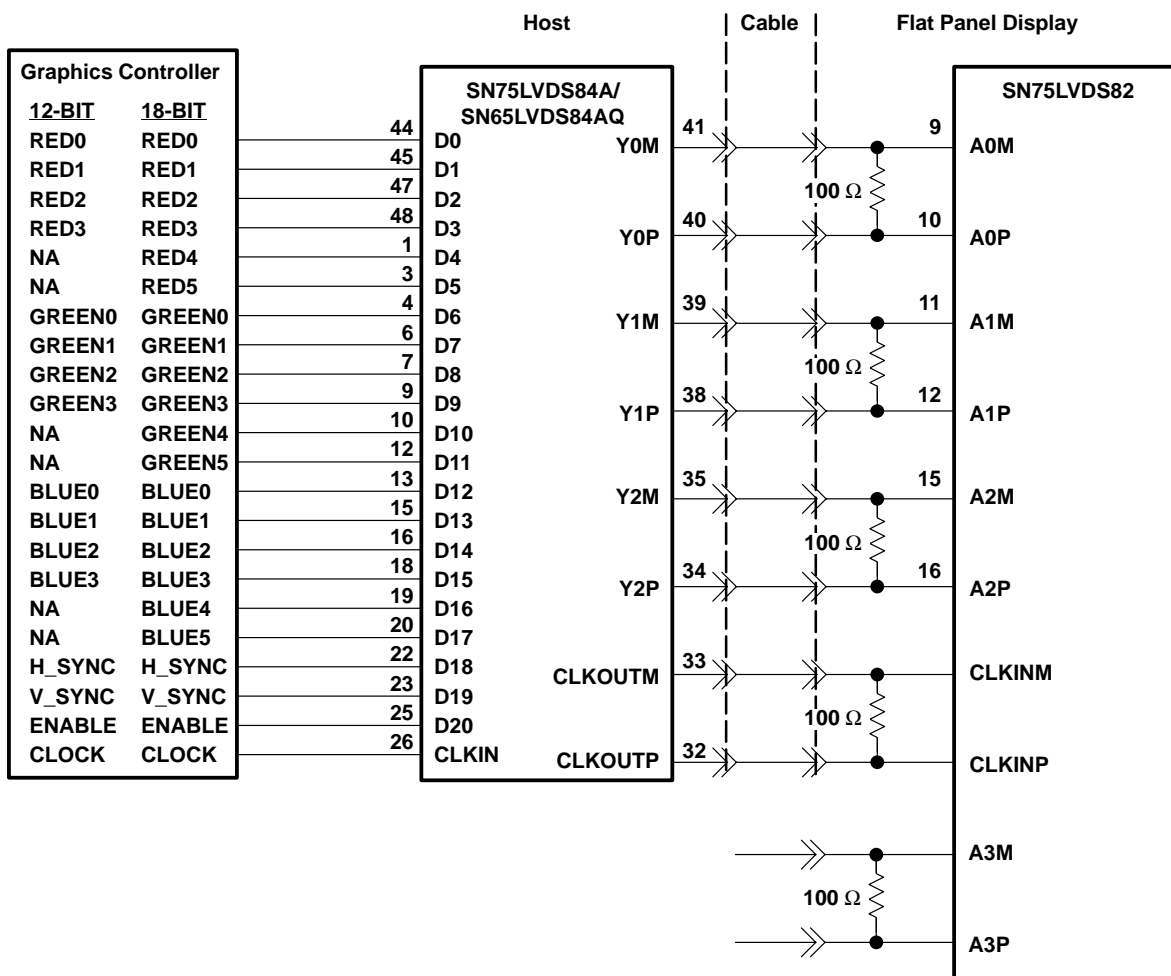 Host Cable Flat Panel Display
Graphics Controller
12-BIT 18-BIT
RED0 RED0
RED1 RED1
RED2 RED2
RED3 RED3
NA RED4
NA RED5
GREEN0 GREEN0
GREEN1 GREEN1
GREEN2 GREEN2
GREEN3 GREEN3
NA GREEN4
NA GREEN5
BLUE0 BLUE0
BLUE1 BLUE1
BLUE2 BLUE2
BLUE3 BLUE3
NA BLUE4
NA BLUE5
H_SYNC H_SYNC
V_SYNC V_SYNC
ENABLE ENABLE
CLOCK CLOCK
SN75LVDS84A/
SN65LVDS84AQ
44 D0
45 D1
47 D2
48 D3
1 D4
3 D5
4 D6
6 D7
7 D8
9 D9
10 D10
12 D11
13 D12
15 D13
16 D14
18 D15
19 D16
20 D17
22 D18
23 D19
25 D20
26 CLKIN
Y0M 41
Y0P 40
Y1M 39
Y1P 38
Y2M 35
Y2P 34
CLKOUTM 33
CLKOUTP 32
SN75LVDS82
9 A0M
100 Ω
10 A0P
11 A1M
100 Ω
12 A1P
15 A2M
100 Ω
16 A2P
CLKINM
100 Ω
CLKINP
A3M
100 Ω
A3P